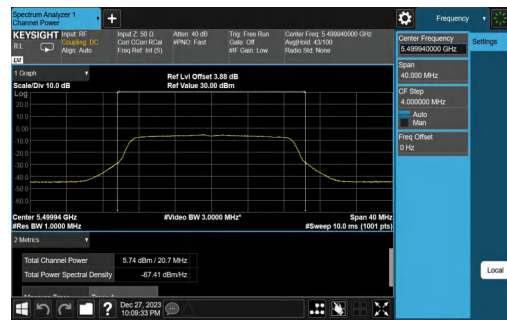 Spectrum Analyzer 1
Channel Power
+
Frequency
KEYSIGHT
RL
Input: RF
Coupling: DC
Align: Auto
Input Z: 50 Ω
Corr CCorr RCal
Freq Ref: Int (S)
Atten: 40 dB
#PNO: Fast
Trig: Free Run
Gate: Off
#IF Gain: Low
Center Freq: 5.499940000 GHz
Avg|Hold: 43/100
Radio Std: None
LV
Center Frequency
5.499940000 GHz
Settings
Span
40.000 MHz
CF Step
4.000000 MHz
Auto
Man
Freq Offset
0 Hz
Local
1 Graph
Scale/Div 10.0 dB
Ref Lvl Offset 3.88 dB
Ref Value 30.00 dBm
Log
20.0
10.0
0.00
-10.0
-20.0
-30.0
-40.0
-50.0
-60.0
Center 5.49994 GHz
#Res BW 1.0000 MHz
#Video BW 3.0000 MHz*
Span 40 MHz
#Sweep 10.0 ms (1001 pts)
2 Metrics
Total Channel Power 5.74 dBm / 20.7 MHz
Total Power Spectral Density -67.41 dBm/Hz
?
Dec 27, 2023
10:09:33 PM